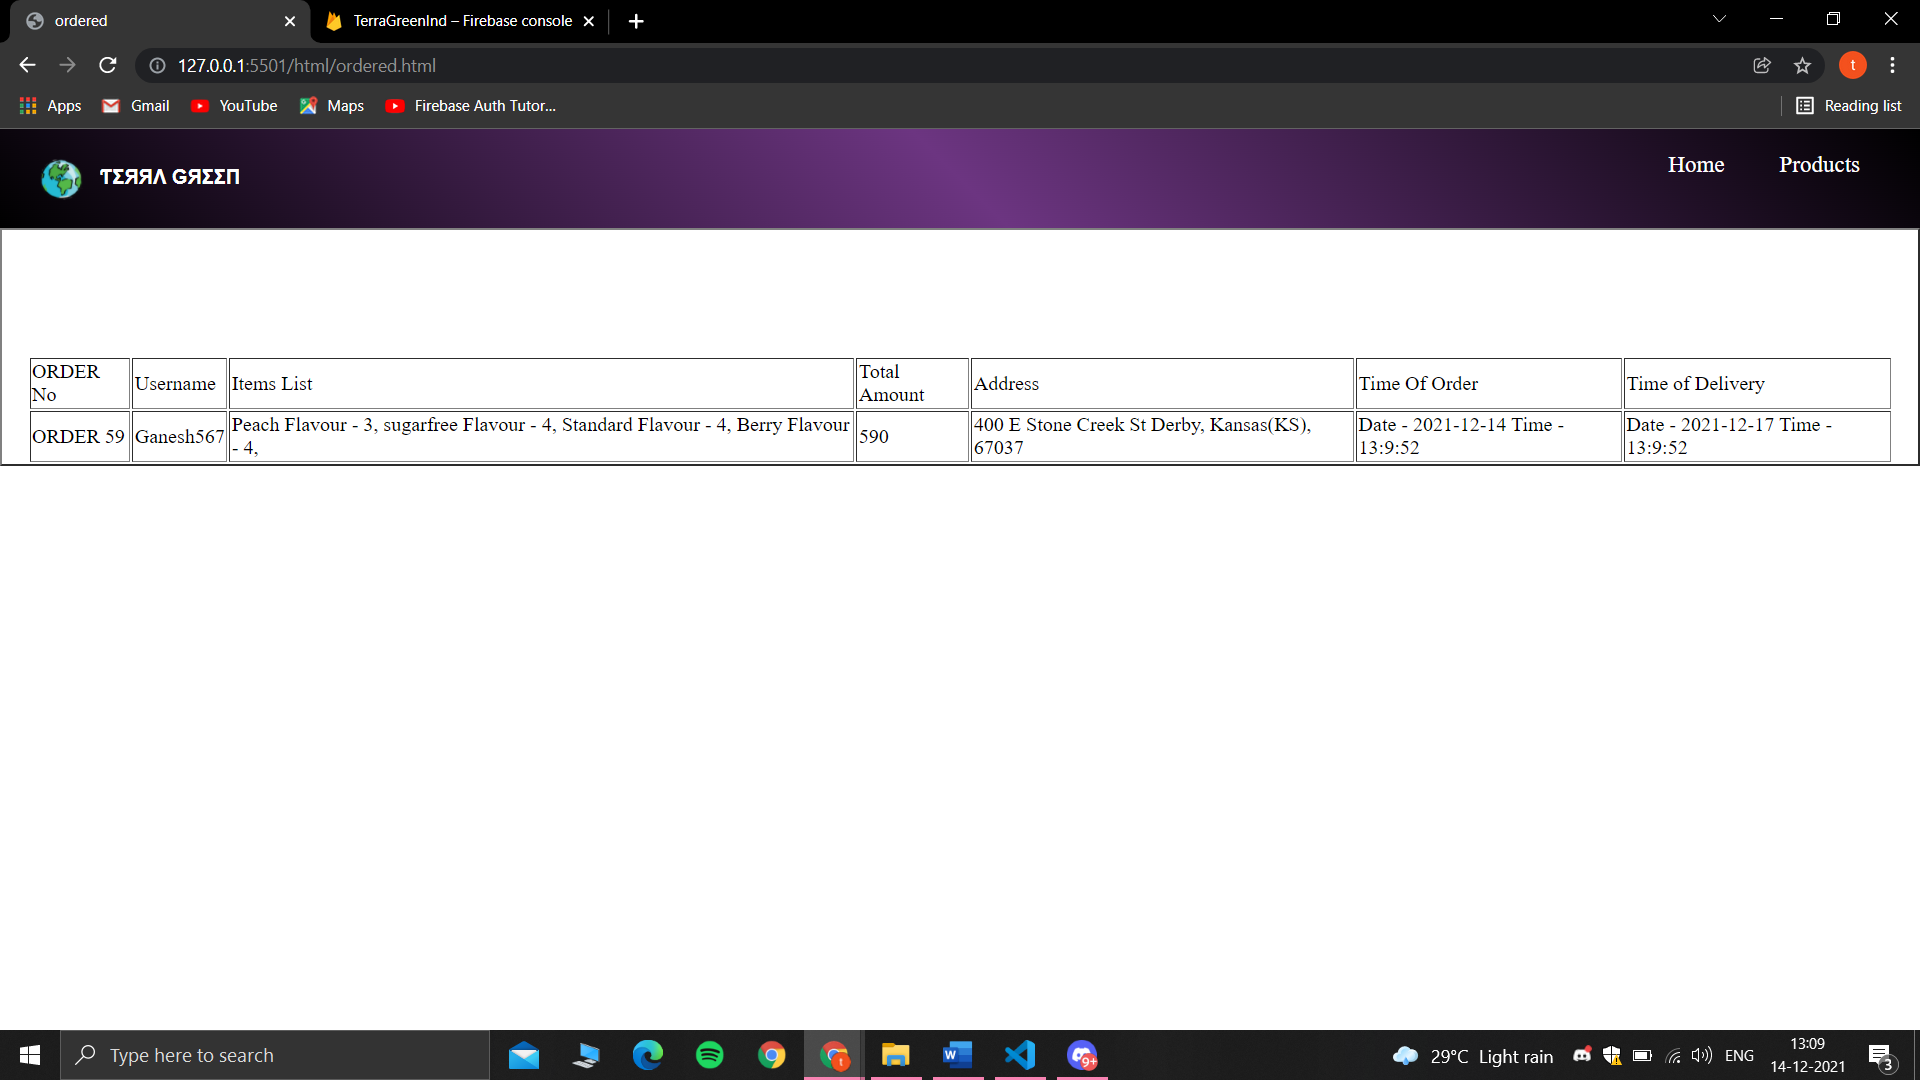 ordered
TerraGreenInd – Firebase console
127.0.0.1:5501/html/ordered.html
t
Apps
Gmail
YouTube
Maps
Firebase Auth Tutor...
Reading list
TΣЯЯΛ GЯΣΣП
Home
Products
ORDER No
Username
Items List
Total Amount
Address
Time Of Order
Time of Delivery
ORDER 59
Ganesh567
Peach Flavour - 3, sugarfree Flavour - 4, Standard Flavour - 4, Berry Flavour
- 4,
590
400 E Stone Creek St Derby, Kansas(KS),
67037
Date - 2021-12-14 Time -
13:9:52
Date - 2021-12-17 Time -
13:9:52
Type here to search
t
W
9+
29°C Light rain
ENG
13:09
14-12-2021
3